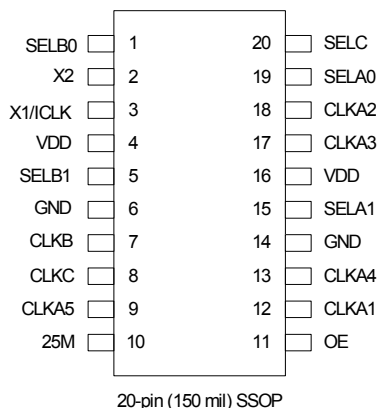 SELB0 1 20 SELC
X2 2 19 SELA0
X1/ICLK 3 18 CLKA2
VDD 4 17 CLKA3
SELB1 5 16 VDD
GND 6 15 SELA1
CLKB 7 14 GND
CLKC 8 13 CLKA4
CLKA5 9 12 CLKA1
25M 10 11 OE
20-pin (150 mil) SSOP